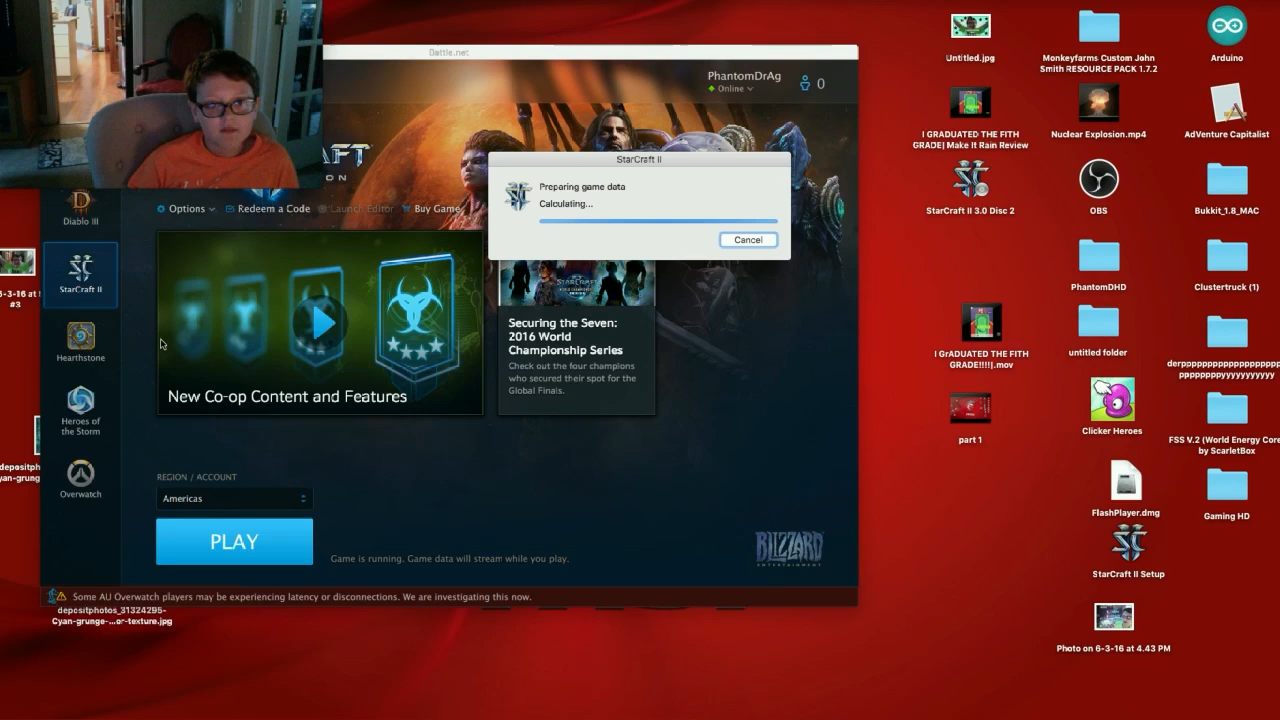 Battle.net
PhantomDrAg
Online
0
ON
Diablo III
Options
Redeem a Code
Launch Editor
Buy Game
StarCraft II
Preparing game data
Calculating...
Cancel
StarCraft II
Hearthstone
Heroes of
the Storm
Overwatch
New Co-op Content and Features
STARCRAFT
Securing the Seven:
2016 World
Championship Series
Check out the four champions
who secured their spot for the
Global Finals.
REGION / ACCOUNT
Americas
PLAY
Game is running. Game data will stream while you play.
BLIZZARD
ENTERTAINMENT
Some AU Overwatch players may be experiencing latency or disconnections. We are investigating this now.
#3
depositphotos_31324295-
Cyan-grunge-...or-texture.jpg
Untitled.jpg
Monkeyfarms Custom John
Smith RESOURCE PACK 1.7.2
Arduino
I GRADUATED THE FITH
GRADE| Make It Rain Review
Nuclear Explosion.mp4
AdVenture Capitalist
StarCraft II 3.0 Disc 2
OBS
Bukkit_1.8_MAC
PhantomDHD
Clustertruck (1)
I GrADUATED THE FITH
GRADE!!!!|.mov
untitled folder
part 1
Clicker Heroes
FSS V.2 (World Energy Core
by ScarletBox
FlashPlayer.dmg
Gaming HD
StarCraft II Setup
Photo on 6-3-16 at 4.43 PM